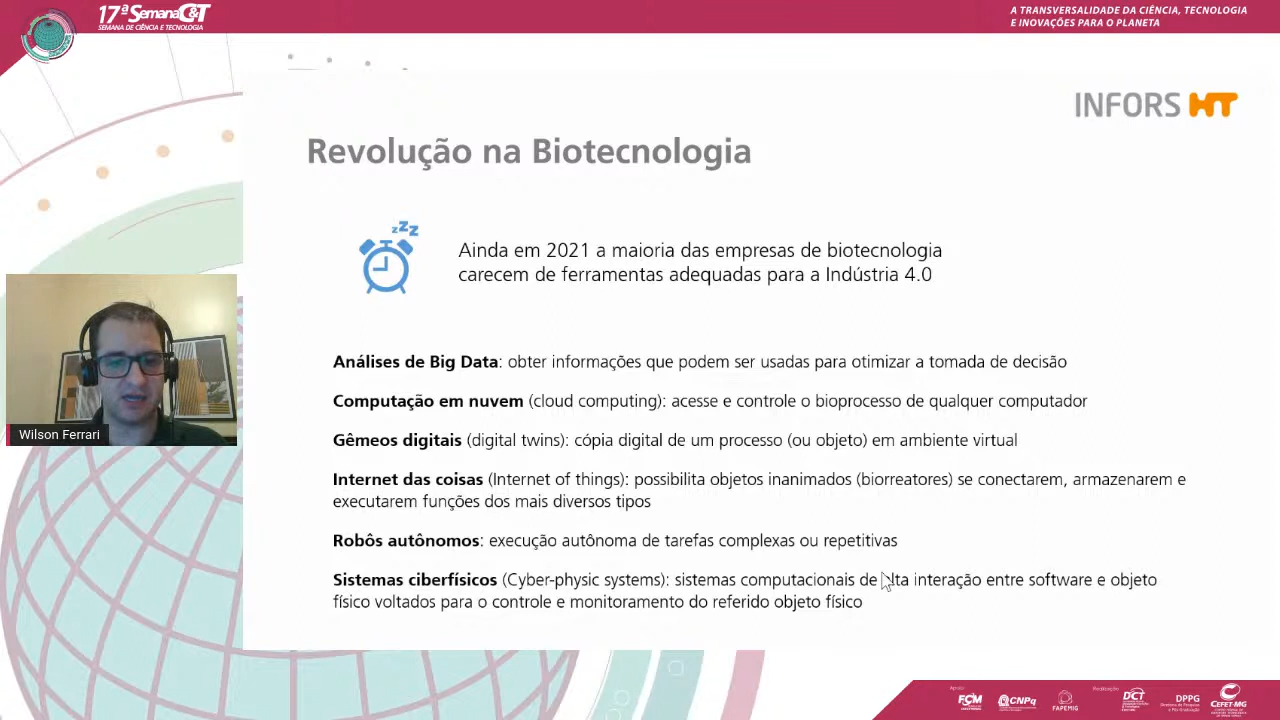 17ª Semana C&T
SEMANA DE CIÊNCIA E TECNOLOGIA
A TRANSVERSALIDADE DA CIÊNCIA, TECNOLOGIA
E INOVAÇÕES PARA O PLANETA
INFORS HT
Revolução na Biotecnologia
zzz
Ainda em 2021 a maioria das empresas de biotecnologia
carecem de ferramentas adequadas para a Indústria 4.0
Análises de Big Data: obter informações que podem ser usadas para otimizar a tomada de decisão
Computação em nuvem (cloud computing): acesse e controle o bioprocesso de qualquer computador
Gêmeos digitais (digital twins): cópia digital de um processo (ou objeto) em ambiente virtual
Internet das coisas (Internet of things): possibilita objetos inanimados (biorreatores) se conectarem, armazenarem e
executarem funções dos mais diversos tipos
Robôs autônomos: execução autônoma de tarefas complexas ou repetitivas
Sistemas ciberfísicos (Cyber-physic systems): sistemas computacionais de alta interação entre software e objeto
físico voltados para o controle e monitoramento do referido objeto físico
Wilson Ferrari
Apoio
Realização
FCM
CNPq
FAPEMIG
DCT
DPPG
CEFET-MG